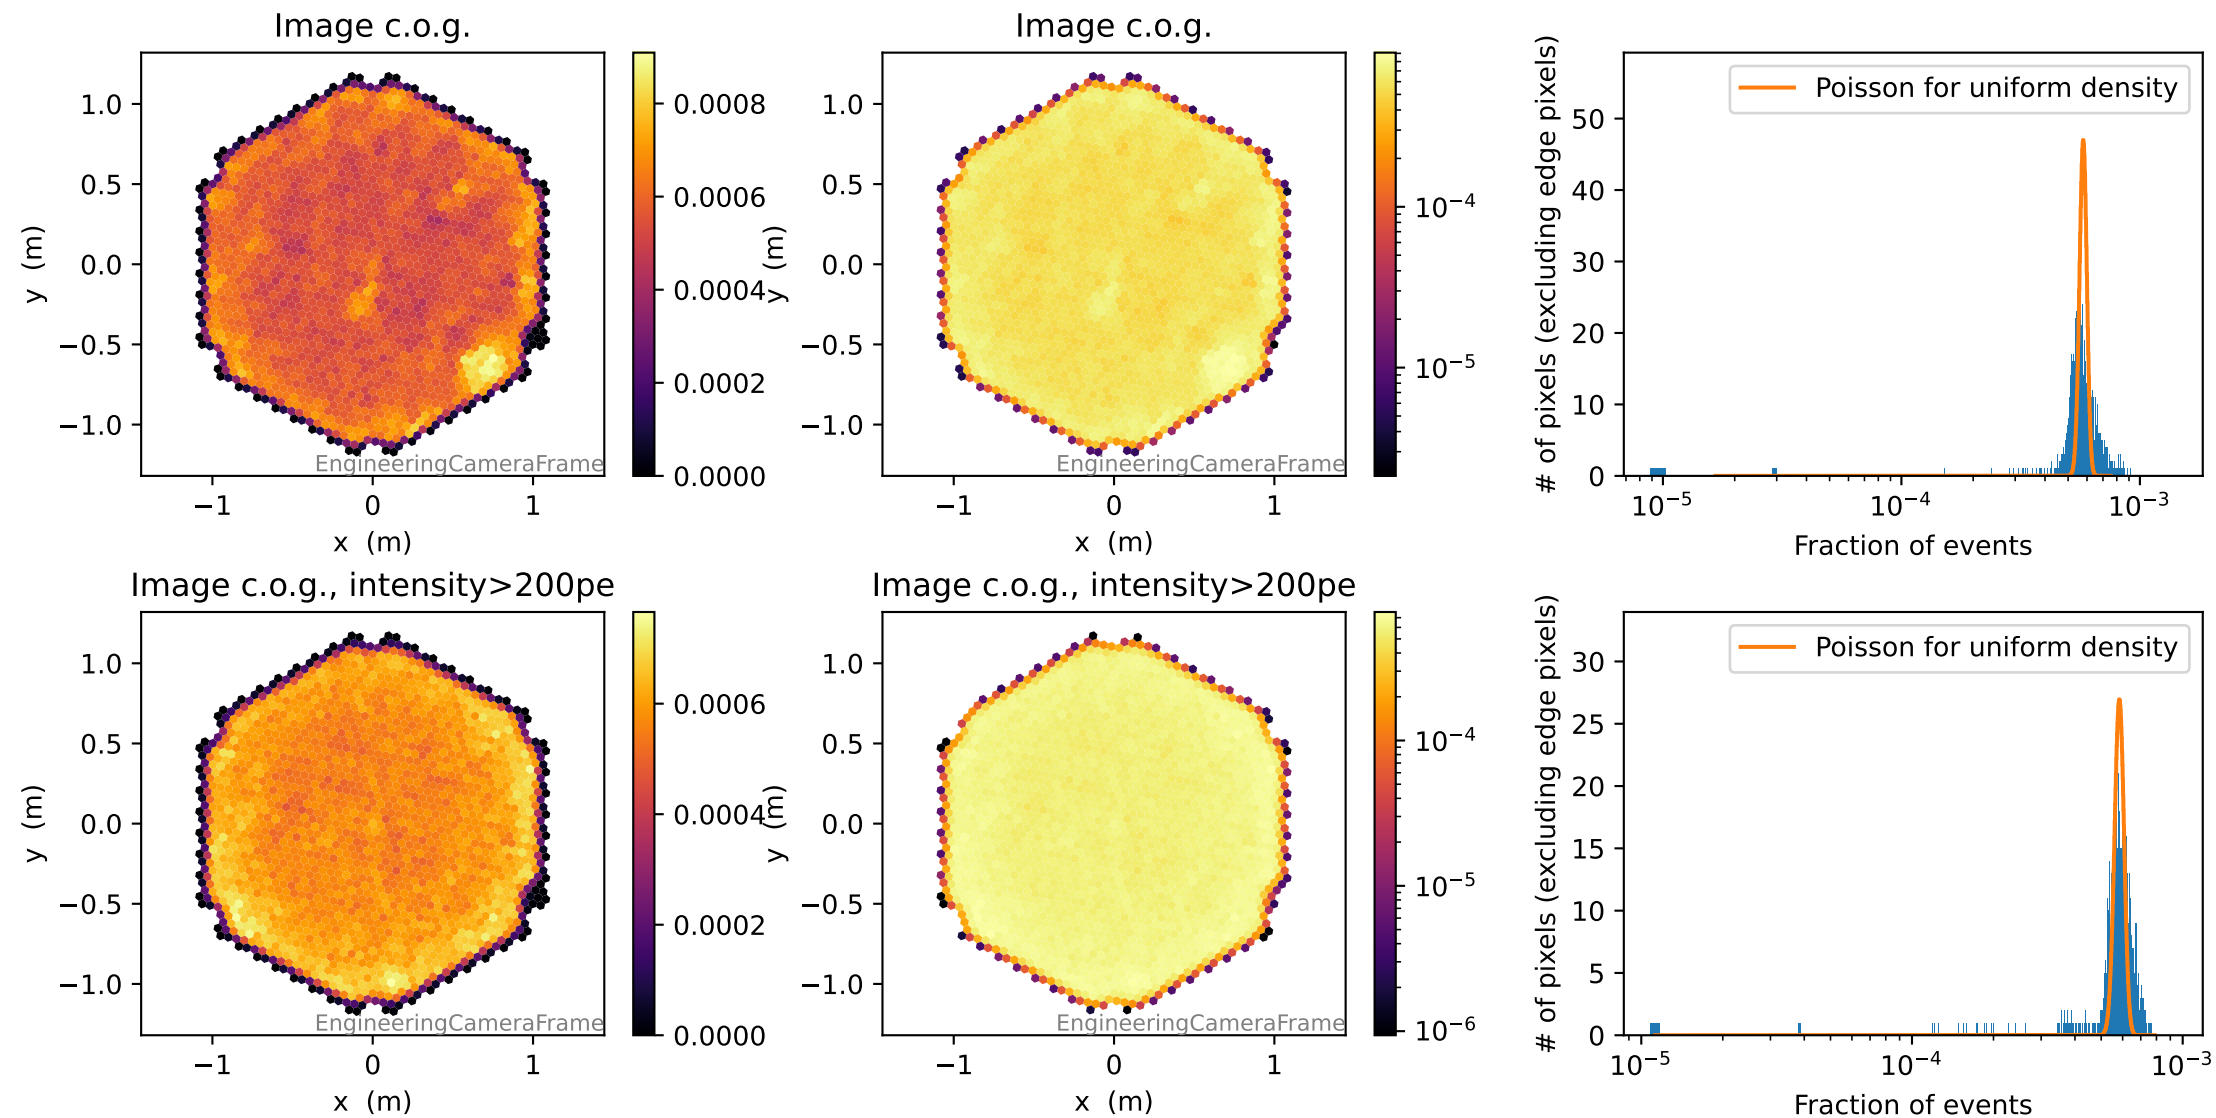 Image c.o.g.
1.0
0.5
0.0
−0.5
−1.0
y (m)
−1
0
1
x (m)
EngineeringCameraFrame
0.0008
0.0006
0.0004
0.0002
0.0000
Image c.o.g.
1.0
0.5
0.0
−0.5
−1.0
y (m)
−1
0
1
x (m)
EngineeringCameraFrame
10⁻⁴
10⁻⁵
Poisson for uniform density
50
40
30
20
10
0
# of pixels (excluding edge pixels)
10⁻⁵
10⁻⁴
10⁻³
Fraction of events
Image c.o.g., intensity>200pe
1.0
0.5
0.0
−0.5
−1.0
y (m)
−1
0
1
x (m)
EngineeringCameraFrame
0.0006
0.0004
0.0002
0.0000
Image c.o.g., intensity>200pe
1.0
0.5
0.0
−0.5
−1.0
y (m)
−1
0
1
x (m)
EngineeringCameraFrame
10⁻⁴
10⁻⁵
10⁻⁶
Poisson for uniform density
30
25
20
15
10
5
0
# of pixels (excluding edge pixels)
10⁻⁵
10⁻⁴
10⁻³
Fraction of events